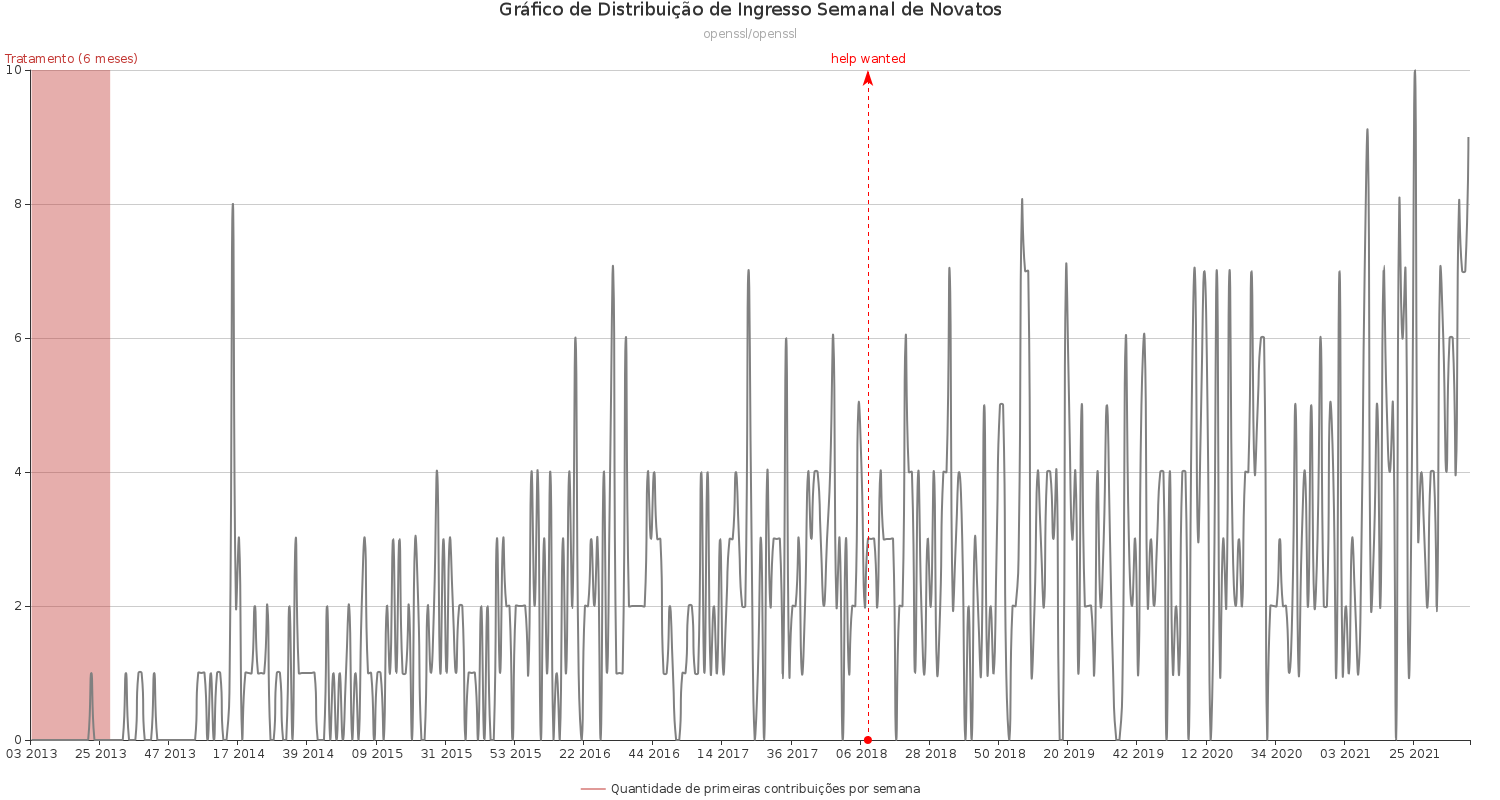 Gráfico de Distribuição de Ingresso Semanal de Novatos
openssl/openssl
Tratamento (6 meses)
help wanted
10
8
6
4
2
0
03 2013 25 2013 47 2013 17 2014 39 2014 09 2015 31 2015 53 2015 22 2016 44 2016 14 2017 36 2017 06 2018 28 2018 50 2018 20 2019 42 2019 12 2020 34 2020 03 2021 25 2021
Quantidade de primeiras contribuições por semana